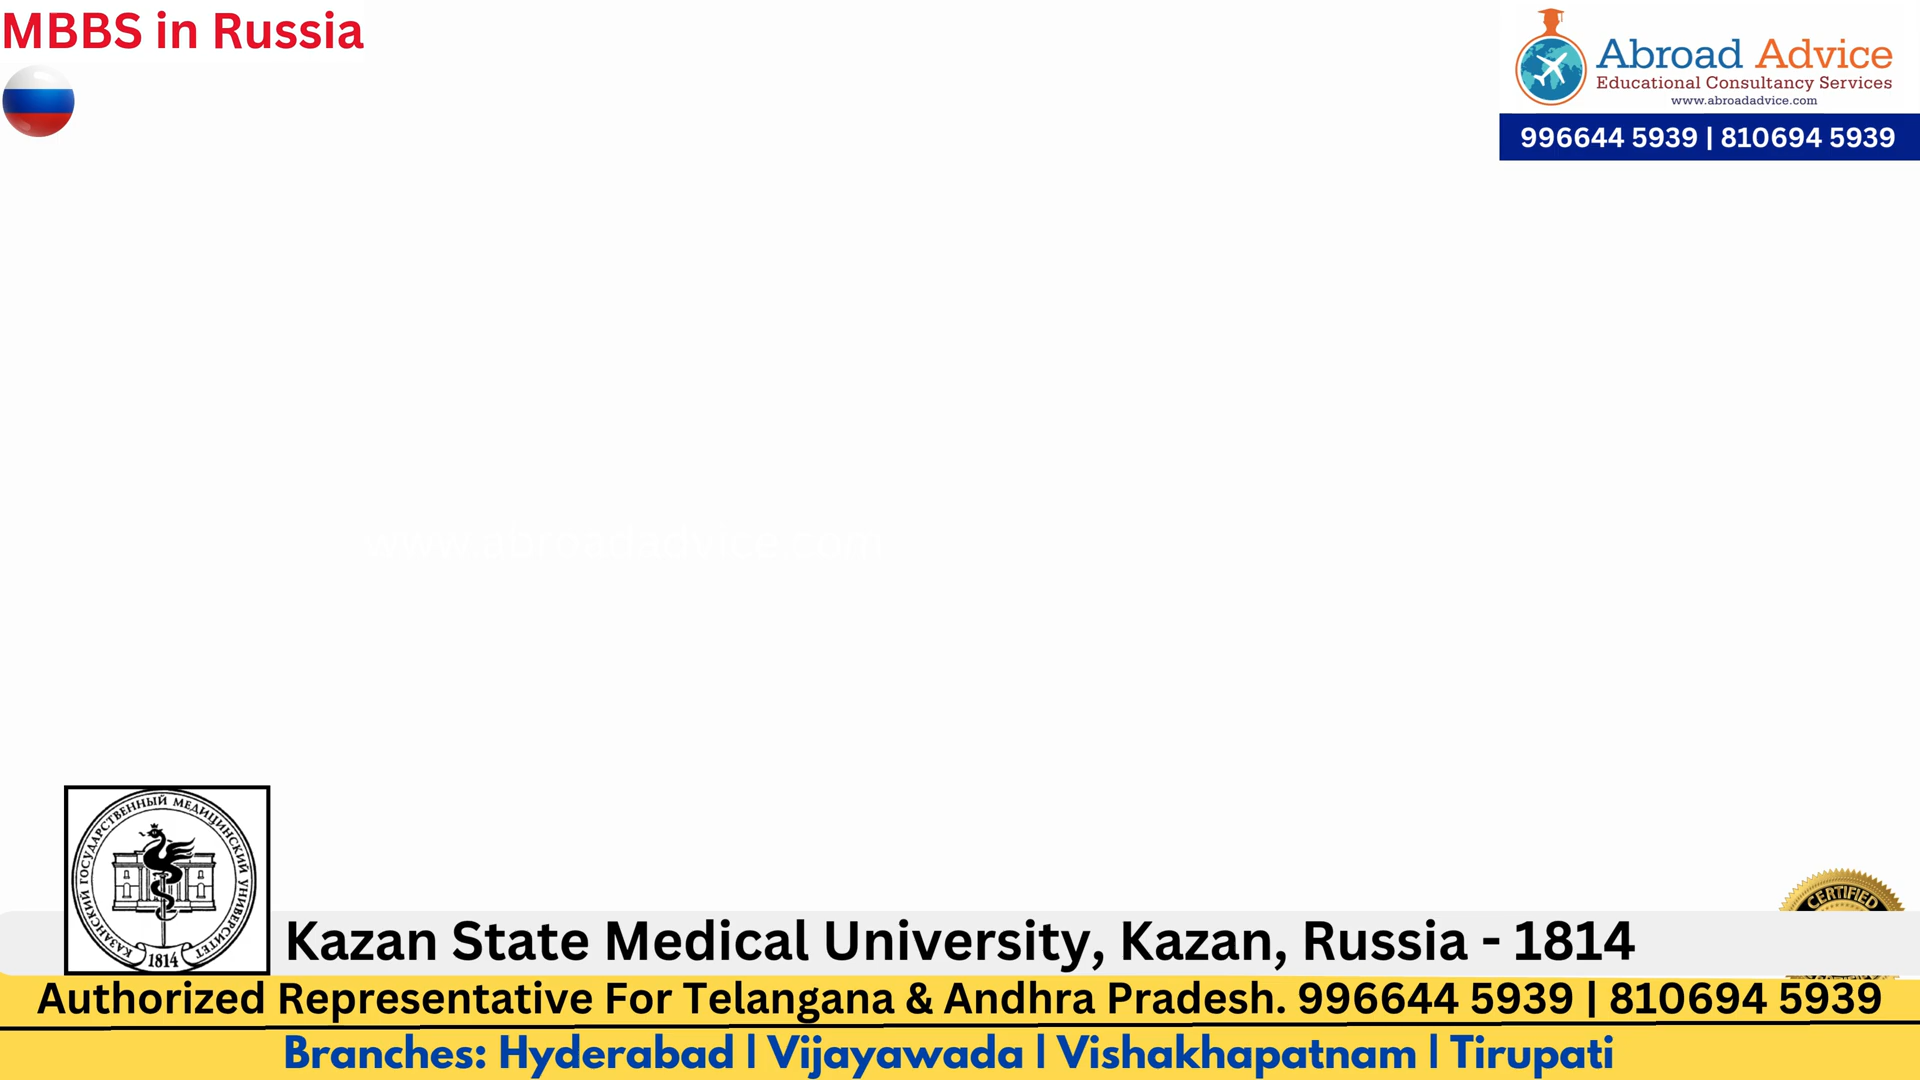 MBBS in Russia
Abroad Advice
Educational Consultancy Services
www.abroadadvice.com
996644 5939 | 810694 5939
www.abroadadvice.com
КАЗАНСКИЙ ГОСУДАРСТВЕННЫЙ МЕДИЦИНСКИЙ УНИВЕРСИТЕТ
1814
CERTIFIED
Kazan State Medical University, Kazan, Russia - 1814
Authorized Representative For Telangana & Andhra Pradesh. 996644 5939 | 810694 5939
Branches: Hyderabad | Vijayawada | Vishakhapatnam | Tirupati